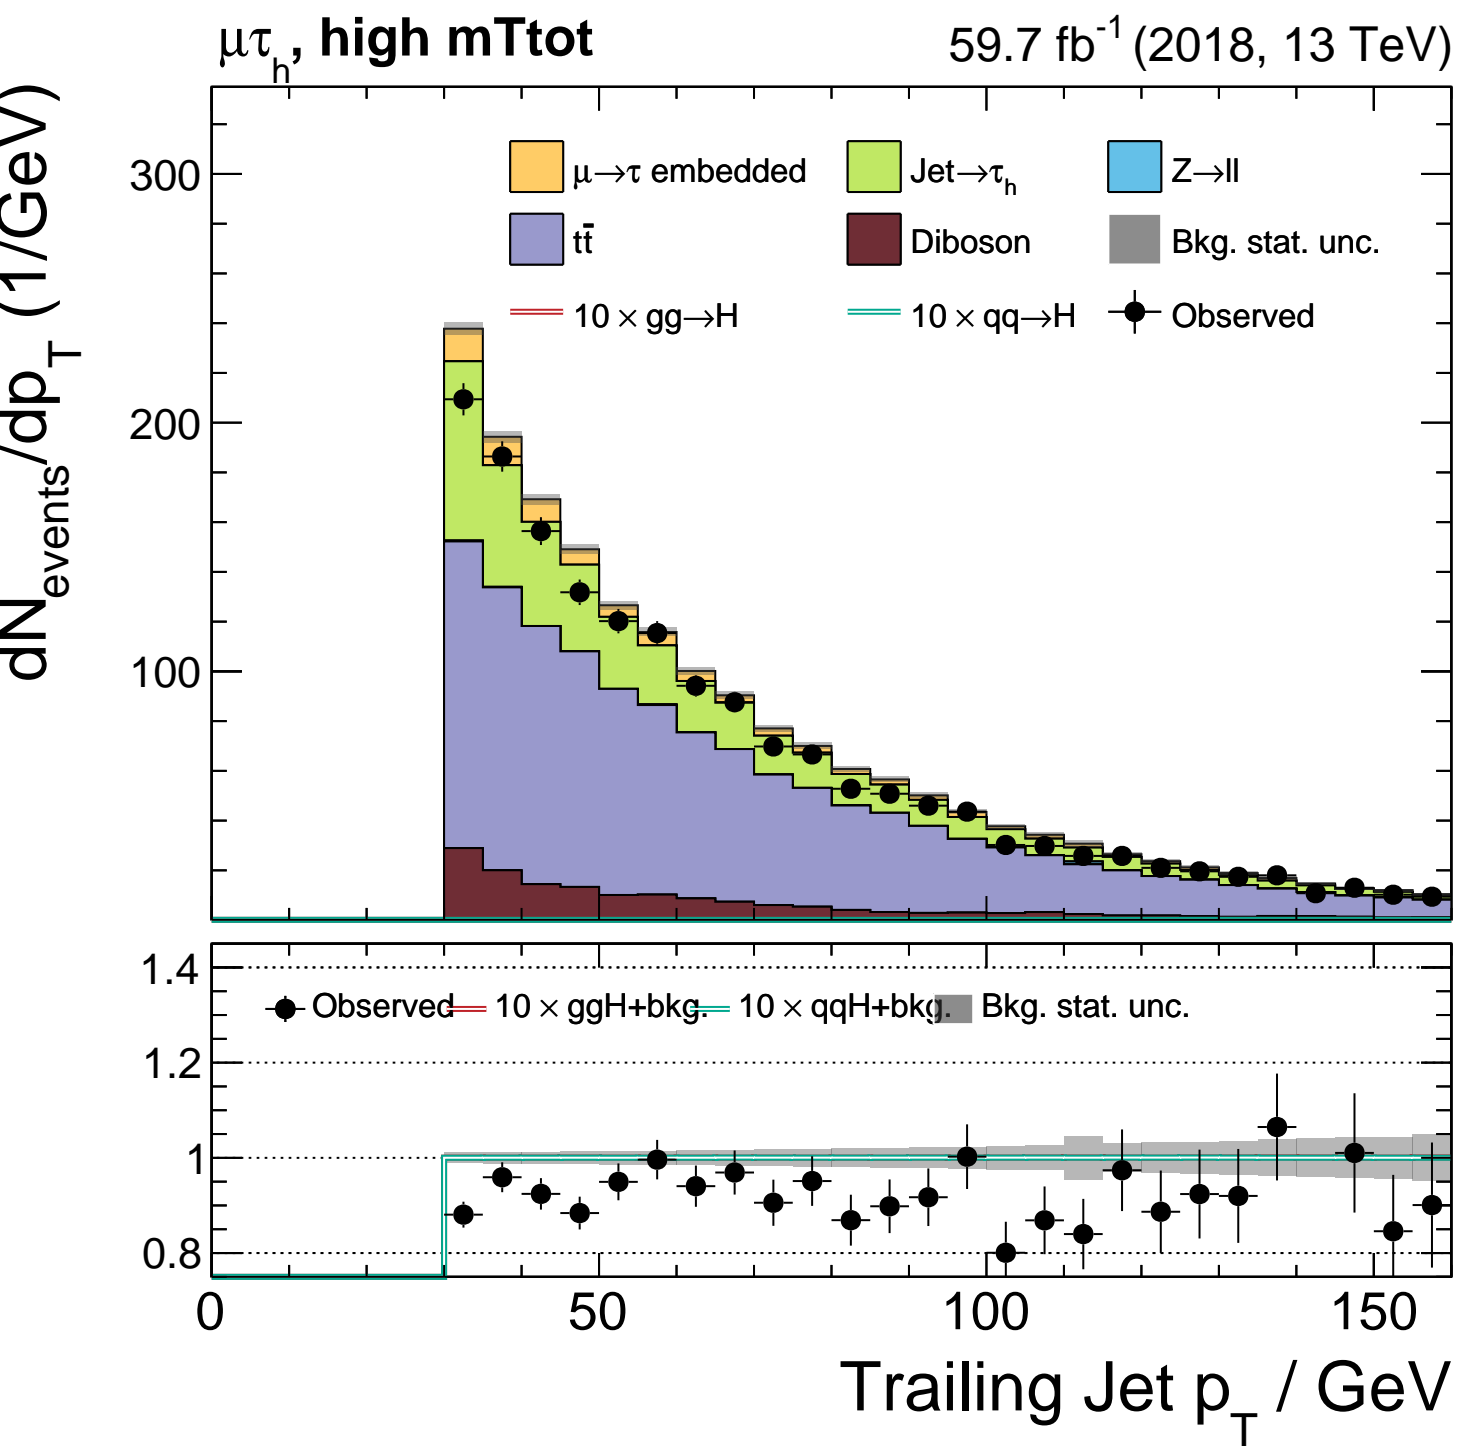 μτh, high mTtot
59.7 fb-1 (2018, 13 TeV)
dNevents/dpT (1/GeV)
300
200
100
μ→τ embedded
Jet→τh
Z→ll
tt̄
Diboson
Bkg. stat. unc.
10 × gg→H
10 × qq→H
Observed
1.4
1.2
1
0.8
Observed
10 × ggH+bkg.
10 × qqH+bkg.
Bkg. stat. unc.
0
50
100
150
Trailing Jet pT / GeV